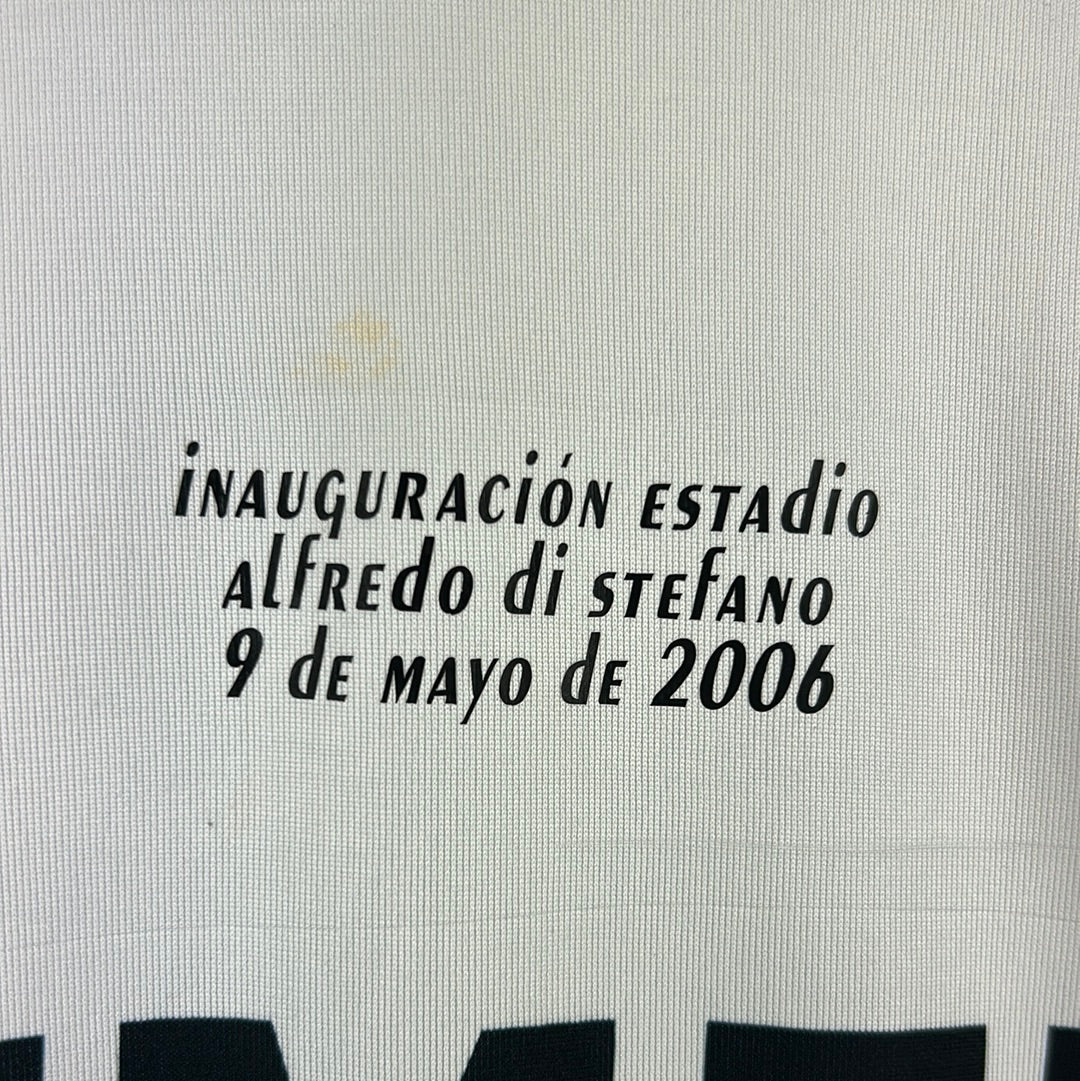 iNAUGURACiÓN ESTAdio
AlfREdo di STEfANO
9 dE MAyo dE 2006